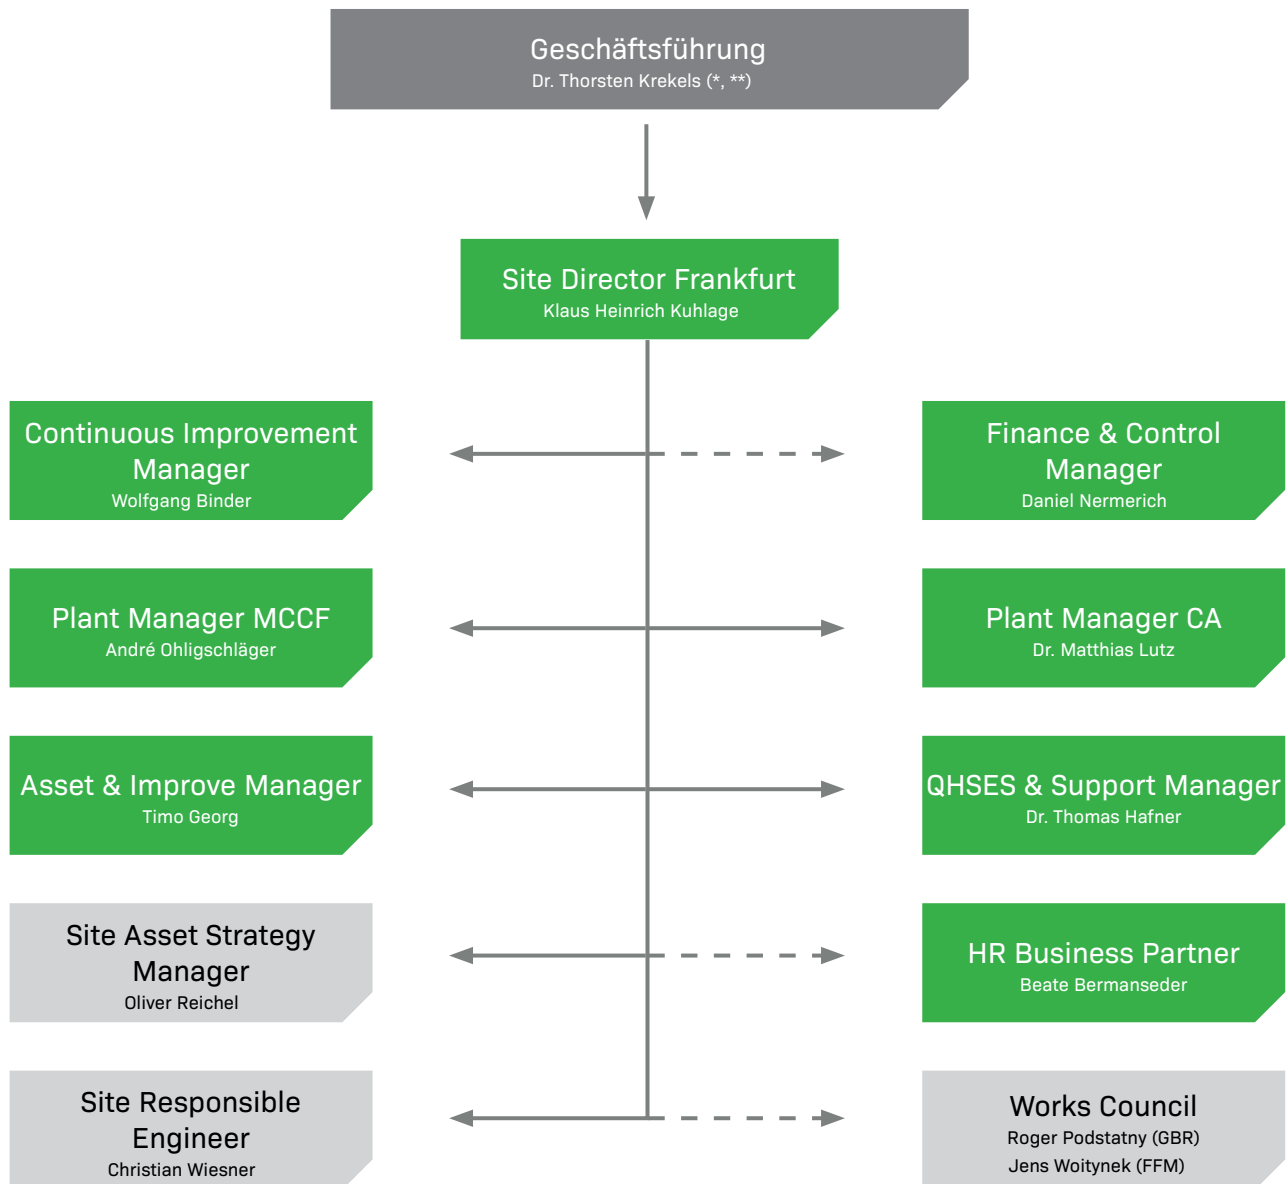 Geschäftsführung
Dr. Thorsten Krekels (*, **)
Site Director Frankfurt
Klaus Heinrich Kuhlage
Continuous Improvement
Manager
Wolfgang Binder
Finance & Control
Manager
Daniel Nermerich
Plant Manager MCCF
André Ohligschläger
Plant Manager CA
Dr. Matthias Lutz
Asset & Improve Manager
Timo Georg
QHSES & Support Manager
Dr. Thomas Hafner
Site Asset Strategy
Manager
Oliver Reichel
HR Business Partner
Beate Bermanseder
Site Responsible
Engineer
Christian Wiesner
Works Council
Roger Podstatny (GBR)
Jens Woitynek (FFM)